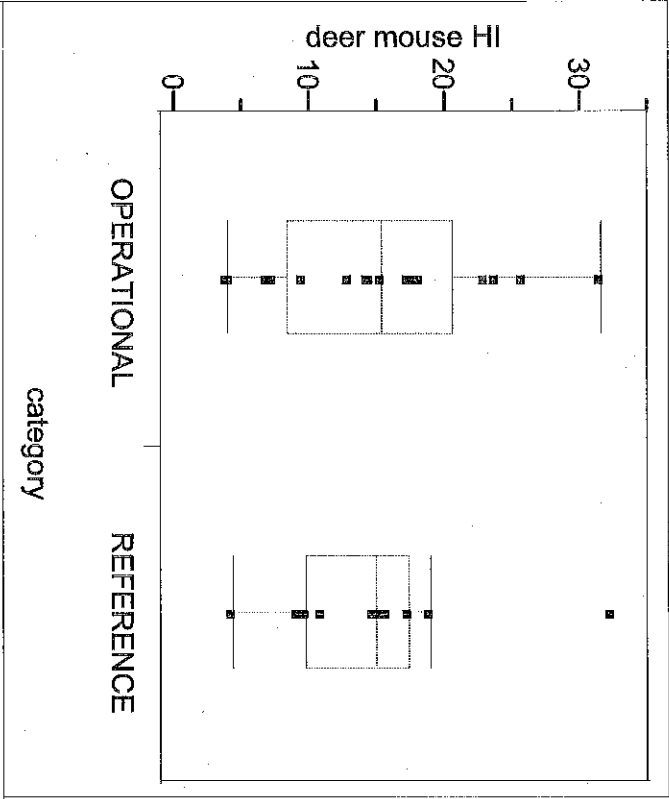 deer mouse HI
0
10
20
30
OPERATIONAL
REFERENCE
category